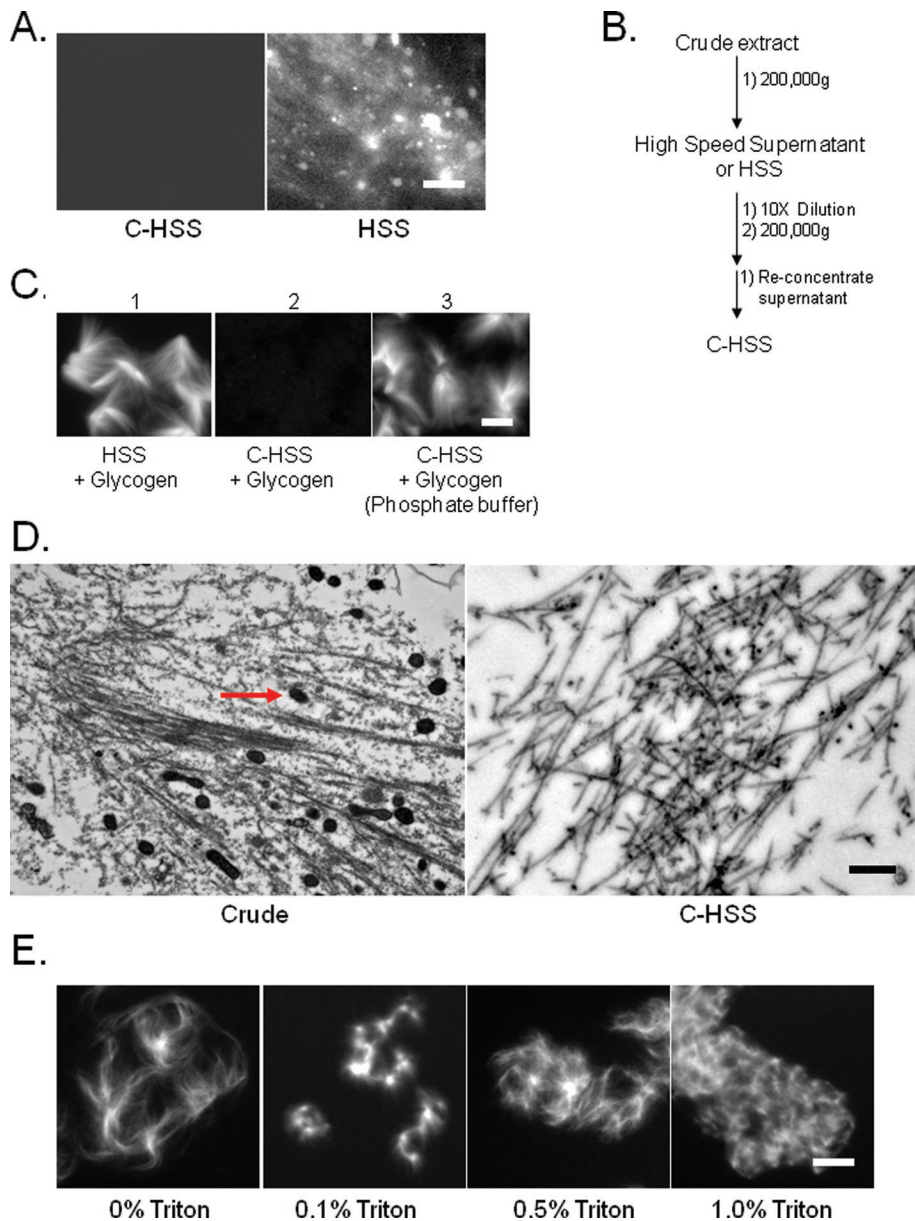 A.
C-HSS
HSS
B.
Crude extract
1) 200,000g
High Speed Supernatant
or HSS
1) 10X Dilution
2) 200,000g
1) Re-concentrate
supernatant
C-HSS
C.
1
2
3
HSS
+ Glycogen
C-HSS
+ Glycogen
C-HSS
+ Glycogen
(Phosphate buffer)
D.
Crude
C-HSS
E.
0% Triton
0.1% Triton
0.5% Triton
1.0% Triton